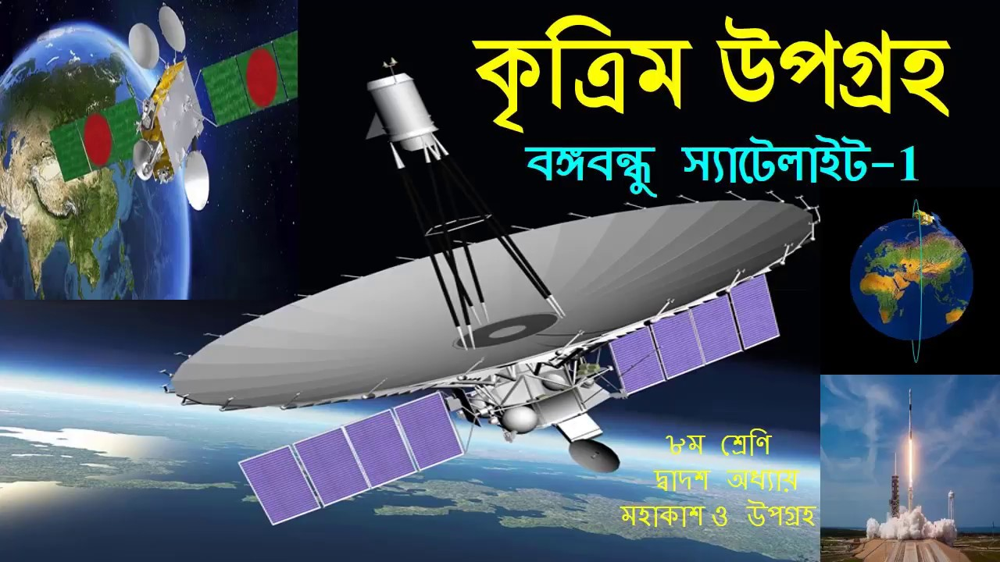 কৃত্রিম উপগ্রহ
বঙ্গবন্ধু স্যাটেলাইট-1
৮ম শ্রেণি
দ্বাদশ অধ্যায়
মহাকাশ ও উপগ্রহ